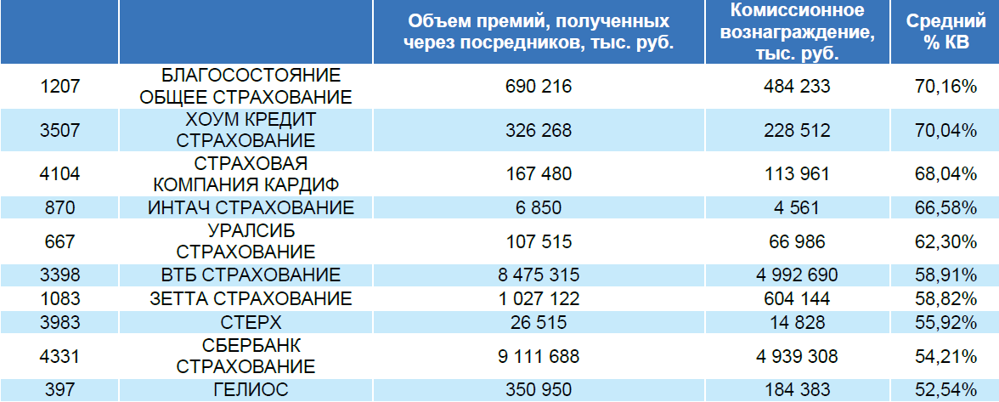 Объем премий, полученных
через посредников, тыс. руб.
Комиссионное
вознаграждение,
тыс. руб.
Средний
% КВ
1207
БЛАГОСОСТОЯНИЕ
ОБЩЕЕ СТРАХОВАНИЕ
690 216
484 233
70,16%
3507
ХОУМ КРЕДИТ
СТРАХОВАНИЕ
326 268
228 512
70,04%
4104
СТРАХОВАЯ
КОМПАНИЯ КАРДИФ
167 480
113 961
68,04%
870
ИНТАЧ СТРАХОВАНИЕ
6 850
4 561
66,58%
667
УРАЛСИБ
СТРАХОВАНИЕ
107 515
66 986
62,30%
3398
ВТБ СТРАХОВАНИЕ
8 475 315
4 992 690
58,91%
1083
ЗЕТТА СТРАХОВАНИЕ
1 027 122
604 144
58,82%
3983
СТЕРХ
26 515
14 828
55,92%
4331
СБЕРБАНК
СТРАХОВАНИЕ
9 111 688
4 939 308
54,21%
397
ГЕЛИОС
350 950
184 383
52,54%